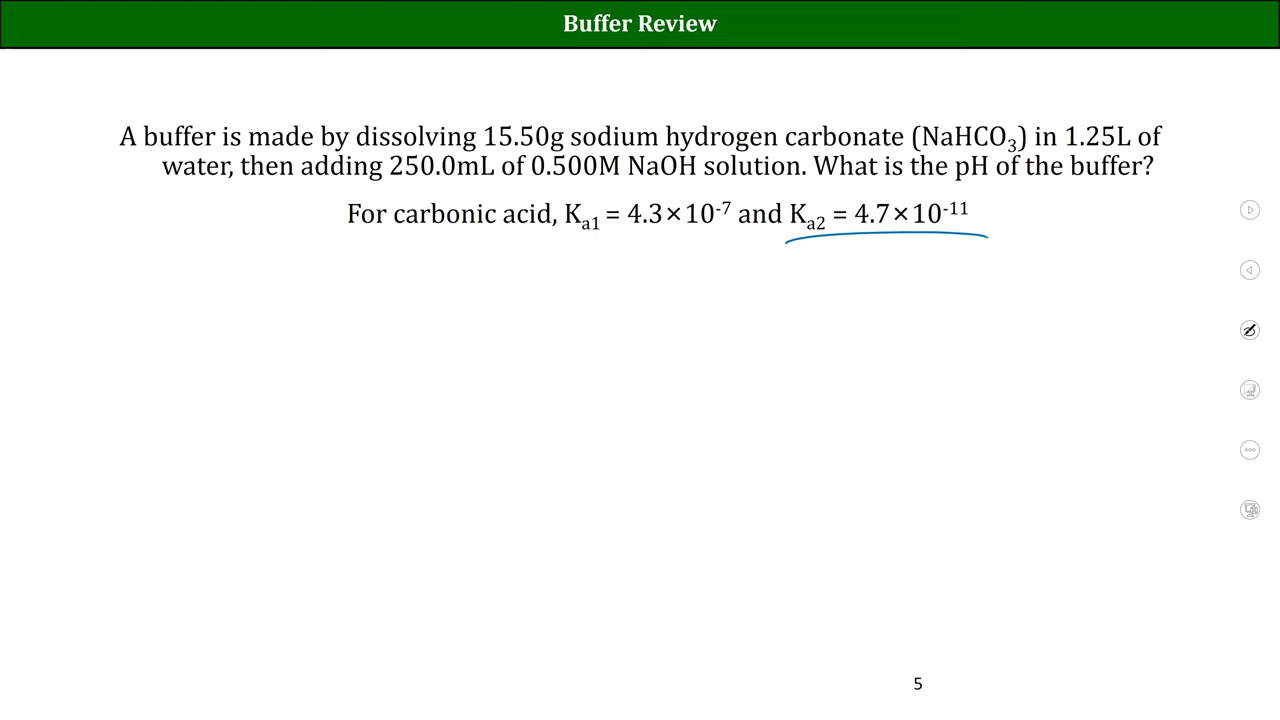 Buffer Review
A buffer is made by dissolving 15.50g sodium hydrogen carbonate (NaHCO₃) in 1.25L of
water, then adding 250.0mL of 0.500M NaOH solution. What is the pH of the buffer?
For carbonic acid, Kₐ₁ = 4.3×10⁻⁷ and Kₐ₂ = 4.7×10⁻¹¹
5